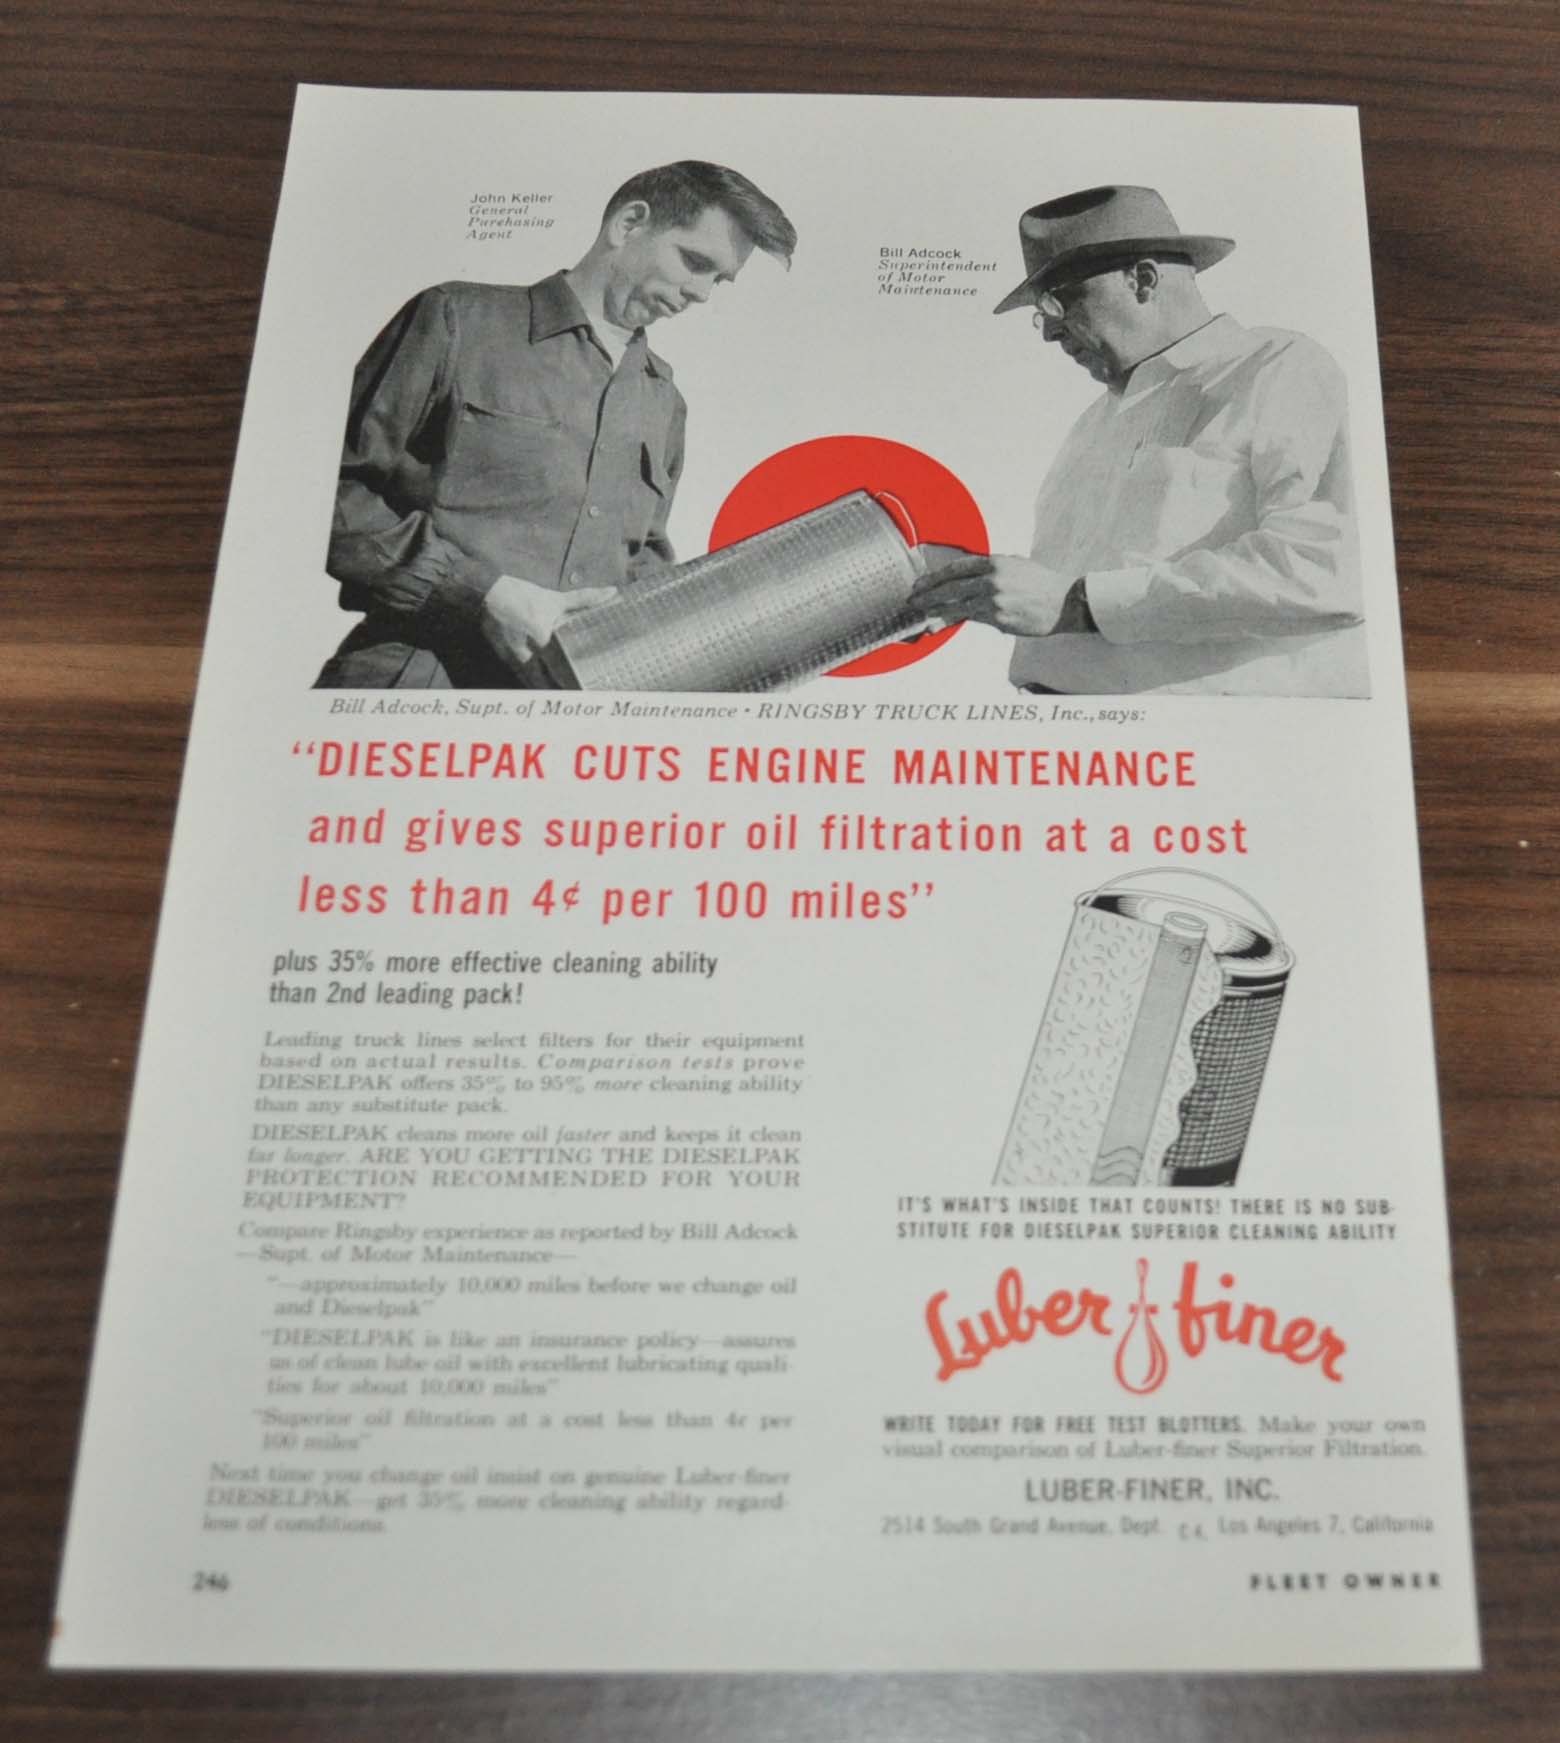 John Keller
General
Purchasing
Agent
Bill Adcock
Superintendent
of Motor
Maintenance
Bill Adcock, Supt. of Motor Maintenance • RINGSBY TRUCK LINES, Inc., says:
“DIESELPAK CUTS ENGINE MAINTENANCE
and gives superior oil filtration at a cost
less than 4¢ per 100 miles”
plus 35% more effective cleaning ability
than 2nd leading pack!
Leading truck lines select filters for their equipment
based on actual results. Comparison tests prove
DIESELPAK offers 35% to 95% more cleaning ability
than any substitute pack.
DIESELPAK cleans more oil faster and keeps it clean
far longer. ARE YOU GETTING THE DIESELPAK
PROTECTION RECOMMENDED FOR YOUR
EQUIPMENT?
Compare Ringsby experience as reported by Bill Adcock
—Supt. of Motor Maintenance—
“—approximately 10,000 miles before we change oil
and Dieselpak”
“DIESELPAK is like an insurance policy—assures
us of clean lube oil with excellent lubricating quali-
ties for about 10,000 miles”
“Superior oil filtration at a cost less than 4¢ per
100 miles”
Next time you change oil insist on genuine Luber-finer
DIESELPAK—get 35% more cleaning ability regard-
less of conditions.
IT'S WHAT'S INSIDE THAT COUNTS! THERE IS NO SUB-
STITUTE FOR DIESELPAK SUPERIOR CLEANING ABILITY
Luber finer
WRITE TODAY FOR FREE TEST BLOTTERS. Make your own
visual comparison of Luber-finer Superior Filtration.
LUBER-FINER, INC.
2514 South Grand Avenue, Dept. Los Angeles 7, California
246
FLEET OWNER